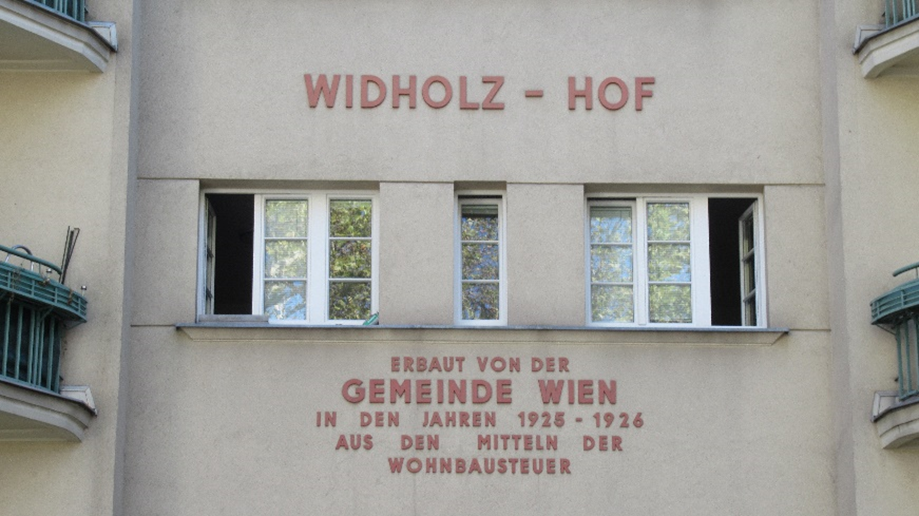 WIDHOLZ - HOF
ERBAUT VON DER
GEMEINDE WIEN
IN DEN JAHREN 1925 - 1926
AUS DEN MITTELN DER
WOHNBAUSTEUER